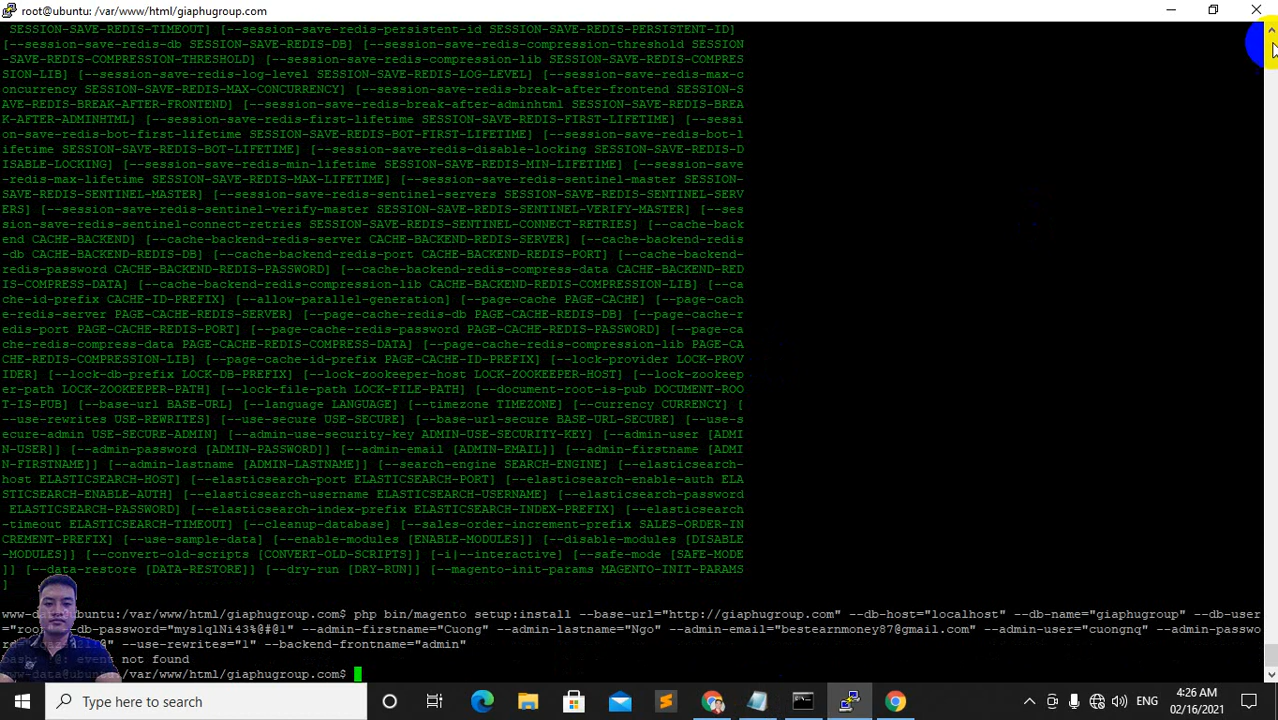 root@ubuntu: /var/www/html/giaphugroup.com
SESSION-SAVE-REDIS-TIMEOUT] [--session-save-redis-persistent-id SESSION-SAVE-REDIS-PERSISTENT-ID]
[--session-save-redis-db SESSION-SAVE-REDIS-DB] [--session-save-redis-compression-threshold SESSION
-SAVE-REDIS-COMPRESSION-THRESHOLD] [--session-save-redis-compression-lib SESSION-SAVE-REDIS-COMPRES
SION-LIB] [--session-save-redis-log-level SESSION-SAVE-REDIS-LOG-LEVEL] [--session-save-redis-max-c
oncurrency SESSION-SAVE-REDIS-MAX-CONCURRENCY] [--session-save-redis-break-after-frontend SESSION-S
AVE-REDIS-BREAK-AFTER-FRONTEND] [--session-save-redis-break-after-adminhtml SESSION-SAVE-REDIS-BREA
K-AFTER-ADMINHTML] [--session-save-redis-first-lifetime SESSION-SAVE-REDIS-FIRST-LIFETIME] [--sessi
on-save-redis-bot-first-lifetime SESSION-SAVE-REDIS-BOT-FIRST-LIFETIME] [--session-save-redis-bot-l
ifetime SESSION-SAVE-REDIS-BOT-LIFETIME] [--session-save-redis-disable-locking SESSION-SAVE-REDIS-D
ISABLE-LOCKING] [--session-save-redis-min-lifetime SESSION-SAVE-REDIS-MIN-LIFETIME] [--session-save
-redis-max-lifetime SESSION-SAVE-REDIS-MAX-LIFETIME] [--session-save-redis-sentinel-master SESSION-
SAVE-REDIS-SENTINEL-MASTER] [--session-save-redis-sentinel-servers SESSION-SAVE-REDIS-SENTINEL-SERV
ERS] [--session-save-redis-sentinel-verify-master SESSION-SAVE-REDIS-SENTINEL-VERIFY-MASTER] [--ses
sion-save-redis-sentinel-connect-retries SESSION-SAVE-REDIS-SENTINEL-CONNECT-RETRIES] [--cache-back
end CACHE-BACKEND] [--cache-backend-redis-server CACHE-BACKEND-REDIS-SERVER] [--cache-backend-redis
-db CACHE-BACKEND-REDIS-DB] [--cache-backend-redis-port CACHE-BACKEND-REDIS-PORT] [--cache-backend-
redis-password CACHE-BACKEND-REDIS-PASSWORD] [--cache-backend-redis-compress-data CACHE-BACKEND-RED
IS-COMPRESS-DATA] [--cache-backend-redis-compression-lib CACHE-BACKEND-REDIS-COMPRESSION-LIB] [--ca
che-id-prefix CACHE-ID-PREFIX] [--allow-parallel-generation] [--page-cache PAGE-CACHE] [--page-cach
e-redis-server PAGE-CACHE-REDIS-SERVER] [--page-cache-redis-db PAGE-CACHE-REDIS-DB] [--page-cache-r
edis-port PAGE-CACHE-REDIS-PORT] [--page-cache-redis-password PAGE-CACHE-REDIS-PASSWORD] [--page-ca
che-redis-compress-data PAGE-CACHE-REDIS-COMPRESS-DATA] [--page-cache-redis-compression-lib PAGE-CA
CHE-REDIS-COMPRESSION-LIB] [--page-cache-id-prefix PAGE-CACHE-ID-PREFIX] [--lock-provider LOCK-PROV
IDER] [--lock-db-prefix LOCK-DB-PREFIX] [--lock-zookeeper-host LOCK-ZOOKEEPER-HOST] [--lock-zookeep
er-path LOCK-ZOOKEEPER-PATH] [--lock-file-path LOCK-FILE-PATH] [--document-root-is-pub DOCUMENT-ROO
T-IS-PUB] [--base-url BASE-URL] [--language LANGUAGE] [--timezone TIMEZONE] [--currency CURRENCY] [
--use-rewrites USE-REWRITES] [--use-secure USE-SECURE] [--base-url-secure BASE-URL-SECURE] [--use-s
ecure-admin USE-SECURE-ADMIN] [--admin-use-security-key ADMIN-USE-SECURITY-KEY] [--admin-user [ADMI
N-USER]] [--admin-password [ADMIN-PASSWORD]] [--admin-email [ADMIN-EMAIL]] [--admin-firstname [ADMI
N-FIRSTNAME]] [--admin-lastname [ADMIN-LASTNAME]] [--search-engine SEARCH-ENGINE] [--elasticsearch-
host ELASTICSEARCH-HOST] [--elasticsearch-port ELASTICSEARCH-PORT] [--elasticsearch-enable-auth ELA
STICSEARCH-ENABLE-AUTH] [--elasticsearch-username ELASTICSEARCH-USERNAME] [--elasticsearch-password
ELASTICSEARCH-PASSWORD] [--elasticsearch-index-prefix ELASTICSEARCH-INDEX-PREFIX] [--elasticsearch
-timeout ELASTICSEARCH-TIMEOUT] [--cleanup-database] [--sales-order-increment-prefix SALES-ORDER-IN
CREMENT-PREFIX] [--use-sample-data] [--enable-modules [ENABLE-MODULES]] [--disable-modules [DISABLE
-MODULES]] [--convert-old-scripts [CONVERT-OLD-SCRIPTS]] [-i|--interactive] [--safe-mode [SAFE-MODE
]] [--data-restore [DATA-RESTORE]] [--dry-run [DRY-RUN]] [--magento-init-params MAGENTO-INIT-PARAMS
]
www-data@ubuntu:/var/www/html/giaphugroup.com$ php bin/magento setup:install --base-url="http://giaphugroup.com" --db-host="localhost" --db-name="giaphugroup" --db-user
="root" --db-password="mysqlNi43%@#@1" --admin-firstname="Cuong" --admin-lastname="Ngo" --admin-email="bestearnmoney87@gmail.com" --admin-user="cuongnq" --admin-passwo
--use-rewrites="1" --backend-frontname="admin"
event not found
www-data@ubuntu:/var/www/html/giaphugroup.com$
Type here to search
ENG
4:26 AM
02/16/2021